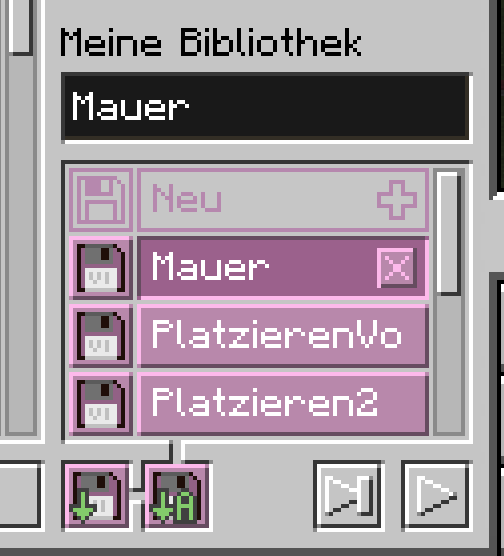 Meine Bibliothek
Mauer
Neu
Mauer
PlatzierenVo
Platzieren2
A